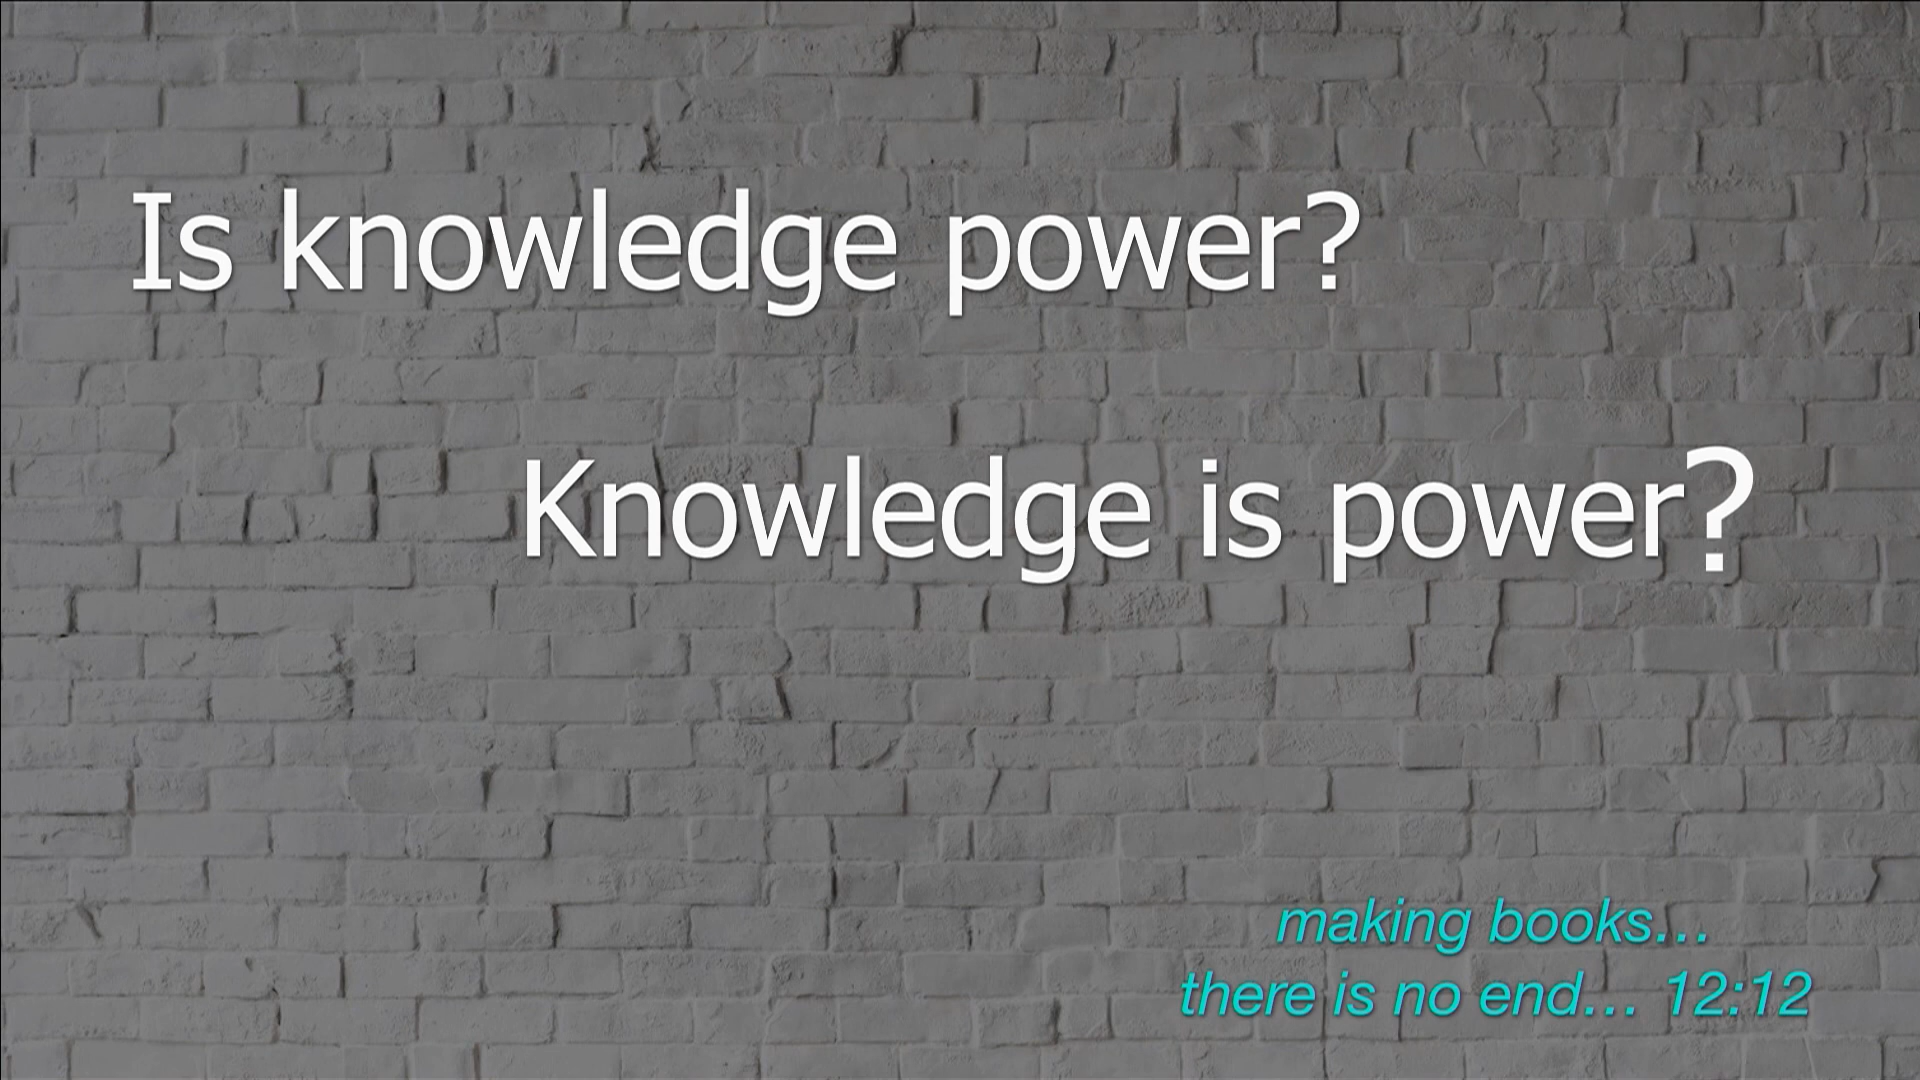 Is knowledge power?
Knowledge is power?
making books...
there is no end... 12:12